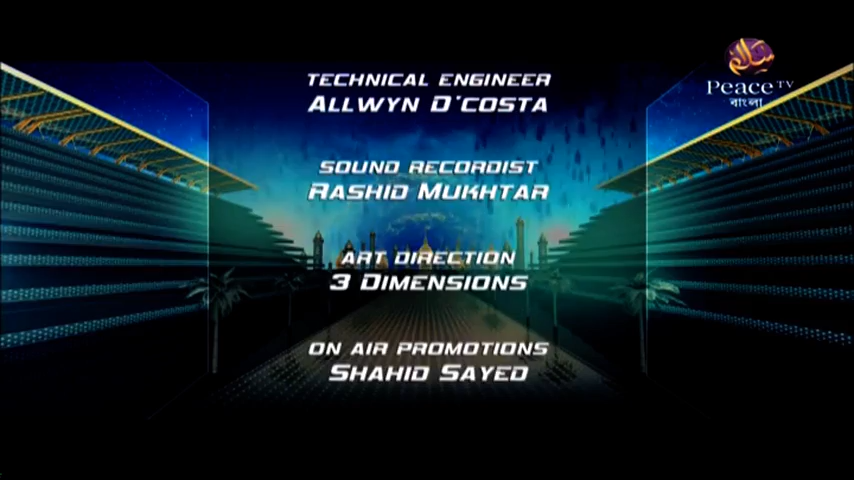 TECHNICAL ENGINEER
ALLWYN D'COSTA
SOUND RECORDIST
RASHID MUKHTAR
ART DIRECTION
3 DIMENSIONS
ON AIR PROMOTIONS
SHAHID SAYED
سلام
Peace TV
বাংলা